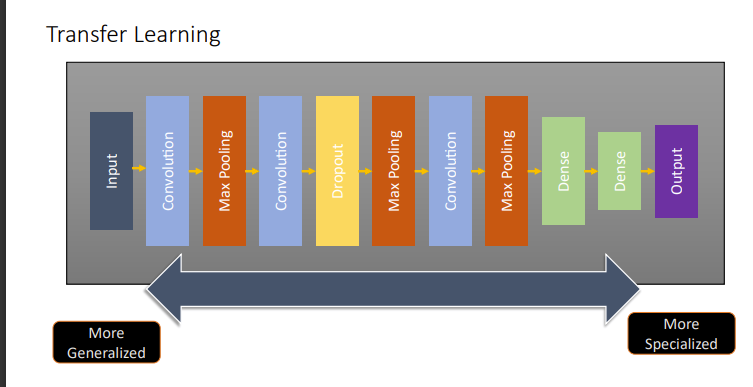 Transfer Learning
Input
Convolution
Max Pooling
Convolution
Dropout
Max Pooling
Convolution
Max Pooling
Dense
Dense
Output
More
Generalized
More
Specialized